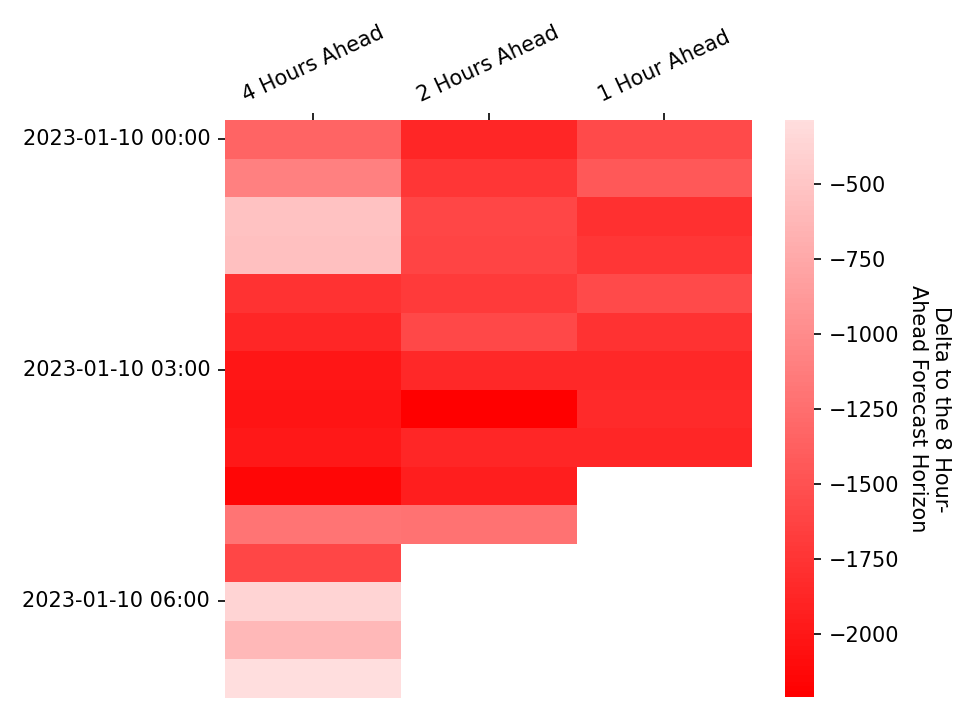 4 Hours Ahead
2 Hours Ahead
1 Hour Ahead
2023-01-10 00:00
2023-01-10 03:00
2023-01-10 06:00
−500
−750
−1000
−1250
−1500
−1750
−2000
Delta to the 8 Hour-
Ahead Forecast Horizon